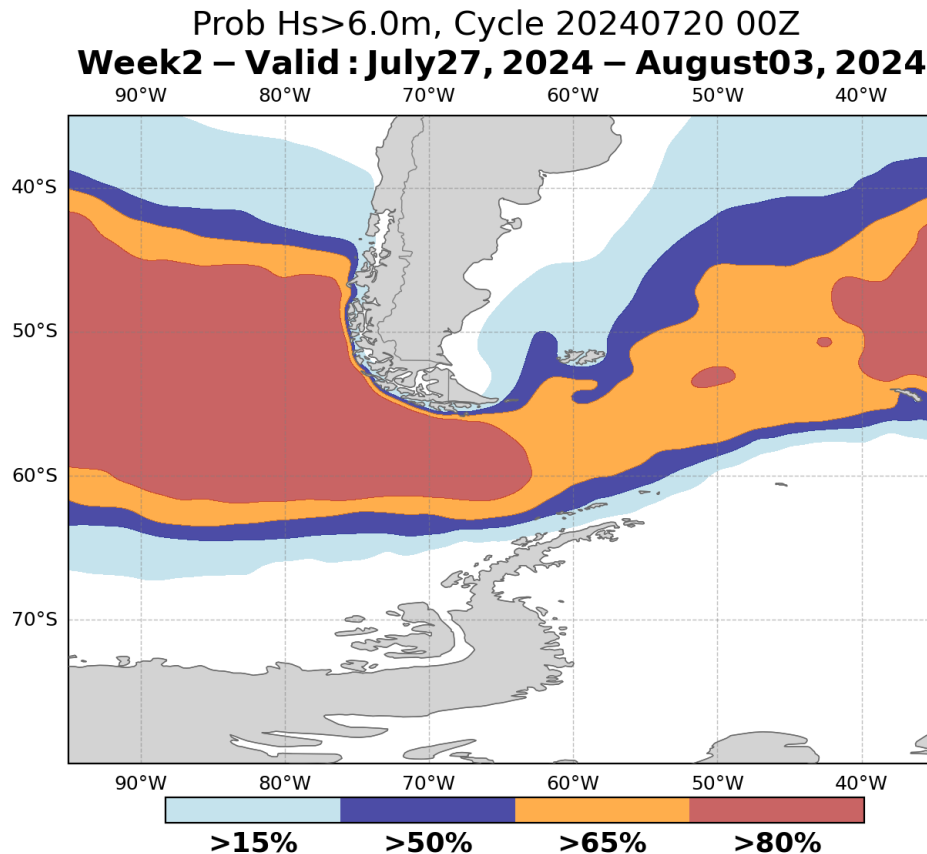 Prob Hs>6.0m, Cycle 20240720 00Z
Week2 – Valid : July27, 2024 – August03, 2024
90°W 80°W 70°W 60°W 50°W 40°W
40°S
50°S
60°S
70°S
90°W 80°W 70°W 60°W 50°W 40°W
>15% >50% >65% >80%